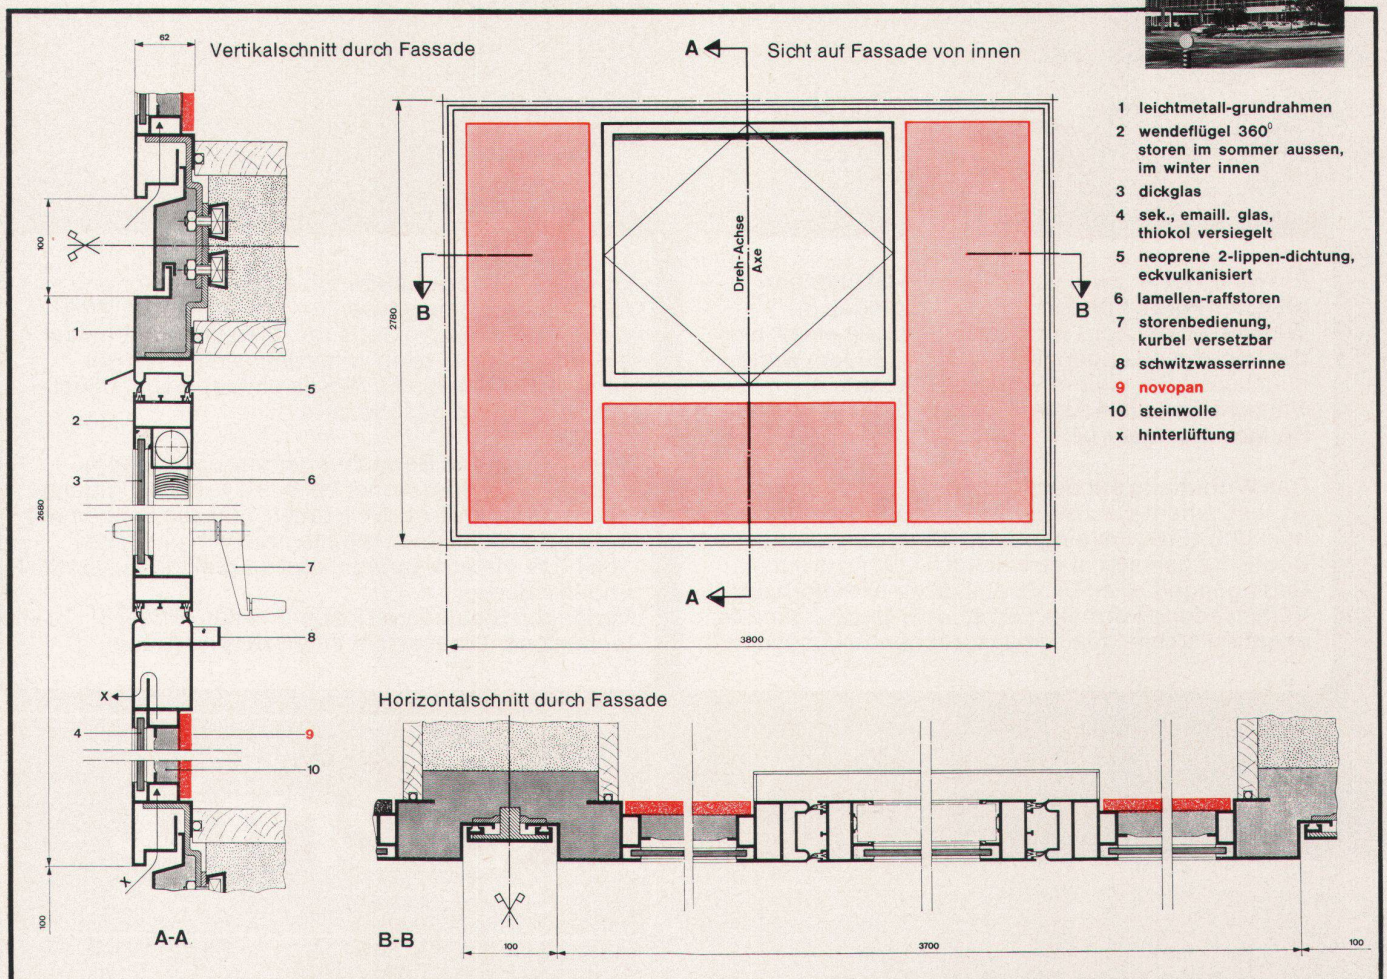 62
Vertikalschnitt durch Fassade
A
Sicht auf Fassade von innen
1 leichtmetall-grundrahmen
2 wendeflügel 360°
storen im sommer aussen,
im winter innen
3 dickglas
4 sek., emaill. glas,
thiokol versiegelt
5 neoprene 2-lippen-dichtung,
eckvulkanisiert
6 lamellen-raffstoren
7 storenbedienung,
kurbel versetzbar
8 schwitzwasserrinne
9 novopan
10 steinwolle
x hinterlüftung
100
2680
100
1
2
3
4
5
6
7
8
9
10
x
x
A-A
2780
B
B
Dreh-Achse
Axe
A
3800
Horizontalschnitt durch Fassade
B-B
100
3700
100